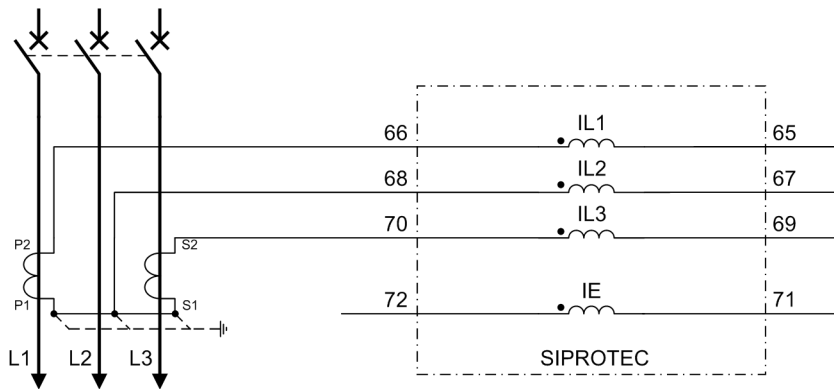 IL1
66 65
IL2
68 67
IL3
70 69
P2 S2
IE
P1 S1 72 71
L1 L2 L3 SIPROTEC